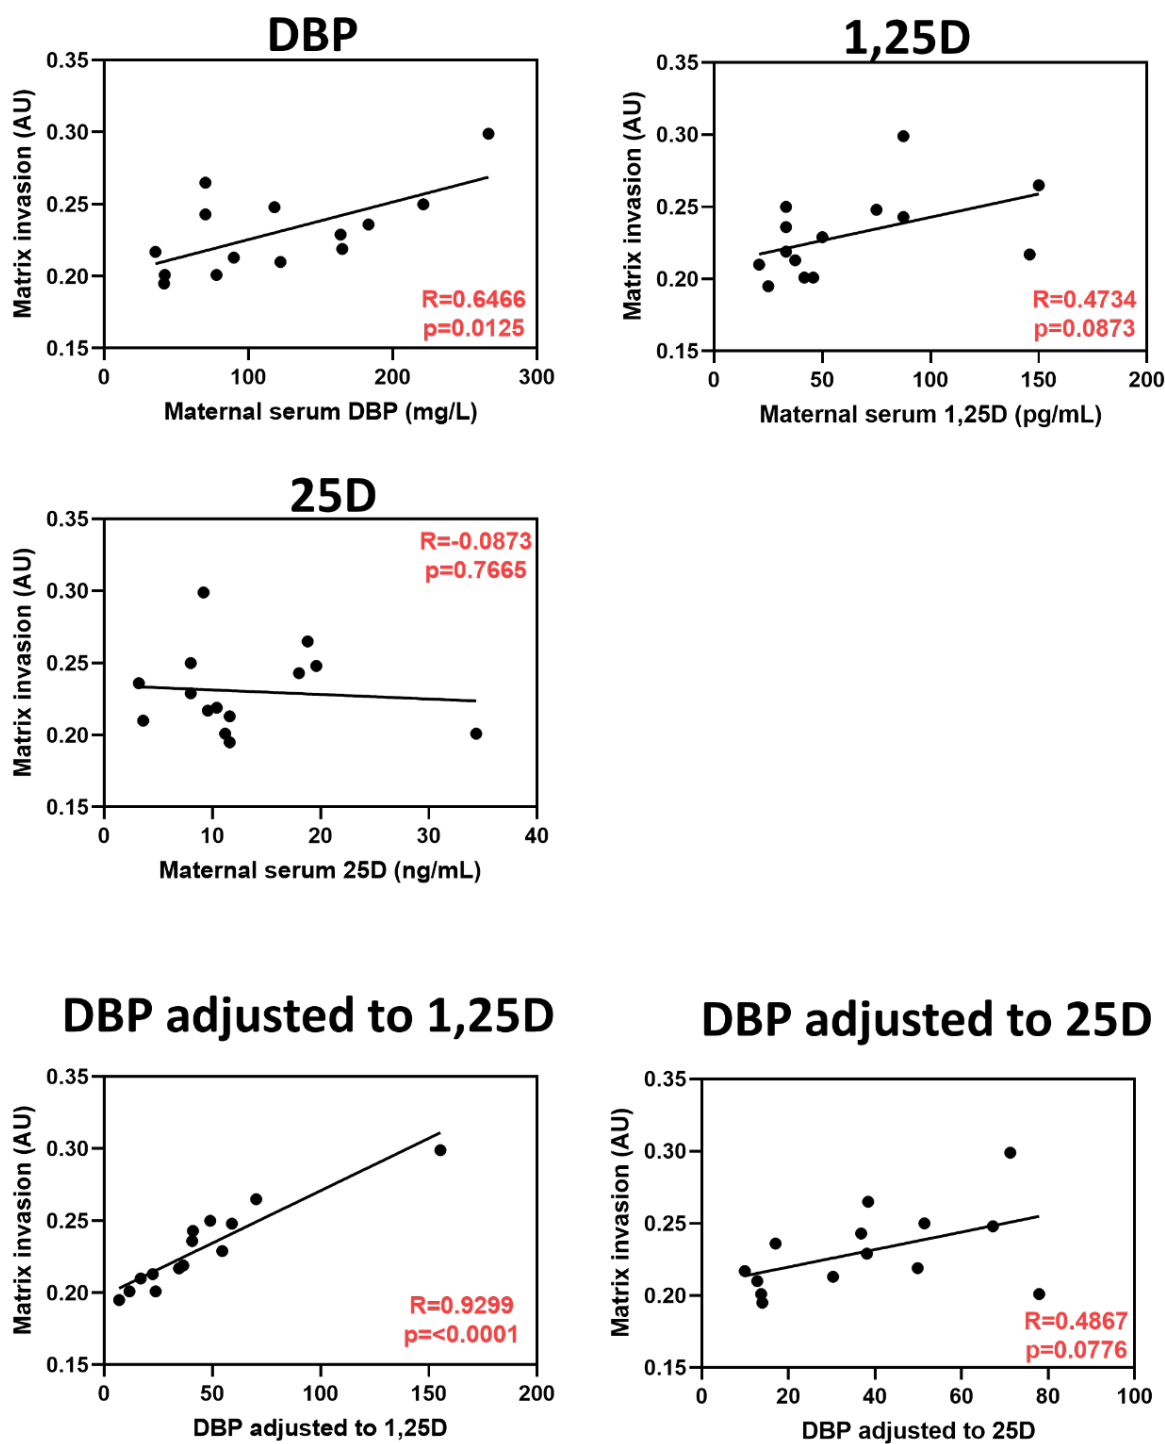 DBP
0.35
0.30
0.25
0.20
0.15
Matrix invasion (AU)
R=0.6466
p=0.0125
0 100 200 300
Maternal serum DBP (mg/L)
1,25D
0.35
0.30
0.25
0.20
0.15
Matrix invasion (AU)
R=0.4734
p=0.0873
0 50 100 150 200
Maternal serum 1,25D (pg/mL)
25D
0.35
0.30
0.25
0.20
0.15
Matrix invasion (AU)
R=-0.0873
p=0.7665
0 10 20 30 40
Maternal serum 25D (ng/mL)
DBP adjusted to 1,25D
0.35
0.30
0.25
0.20
0.15
Matrix invasion (AU)
R=0.9299
p=<0.0001
0 50 100 150 200
DBP adjusted to 1,25D
DBP adjusted to 25D
0.35
0.30
0.25
0.20
0.15
Matrix invasion (AU)
R=0.4867
p=0.0776
0 20 40 60 80 100
DBP adjusted to 25D